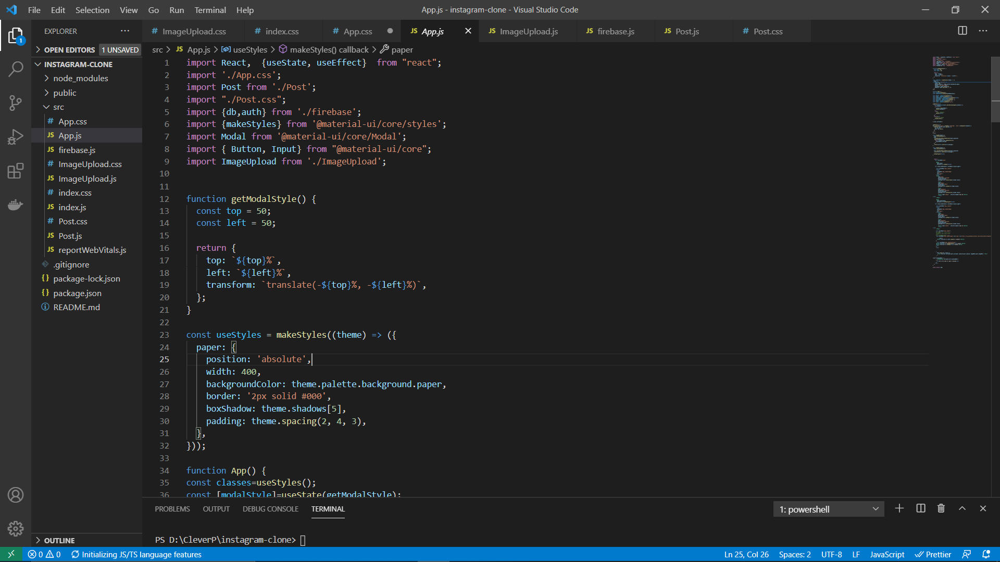 File Edit Selection View Go Run Terminal Help
App.js - instagram-clone - Visual Studio Code
EXPLORER
OPEN EDITORS 1 UNSAVED
INSTAGRAM-CLONE
node_modules
public
src
# App.css
JS App.js
JS firebase.js
# ImageUpload.css
JS ImageUpload.js
# index.css
JS index.js
# Post.css
JS Post.js
JS reportWebVitals.js
.gitignore
{} package-lock.json
{} package.json
README.md
OUTLINE
1
# ImageUpload.css # index.css # App.css JS App.js JS ImageUpload.js JS firebase.js JS Post.js # Post.css
src > JS App.js > useStyles > makeStyles() callback > paper
1 import React,  {useState, useEffect}  from "react";
2 import './App.css';
3 import Post from './Post';
4 import "./Post.css";
5 import {db,auth} from './firebase';
6 import {makeStyles} from '@material-ui/core/styles';
7 import Modal from '@material-ui/core/Modal';
8 import { Button, Input} from "@material-ui/core";
9 import ImageUpload from './ImageUpload';
10
11
12 function getModalStyle() {
13   const top = 50;
14   const left = 50;
15
16   return {
17     top: `${top}%`,
18     left: `${left}%`,
19     transform: `translate(-${top}%, -${left}%)`,
20   };
21 }
22
23 const useStyles = makeStyles((theme) => ({
24   paper: {
25     position: 'absolute',
26     width: 400,
27     backgroundColor: theme.palette.background.paper,
28     border: '2px solid #000',
29     boxShadow: theme.shadows[5],
30     padding: theme.spacing(2, 4, 3),
31   },
32 }));
33
34 function App() {
35 const classes=useStyles();
36 const [modalStyle]=useState(getModalStyle);
PROBLEMS OUTPUT DEBUG CONSOLE TERMINAL
1: powershell
PS D:\CleverP\instagram-clone>
0 0 Initializing JS/TS language features
Ln 25, Col 26 Spaces: 2 UTF-8 LF JavaScript Prettier